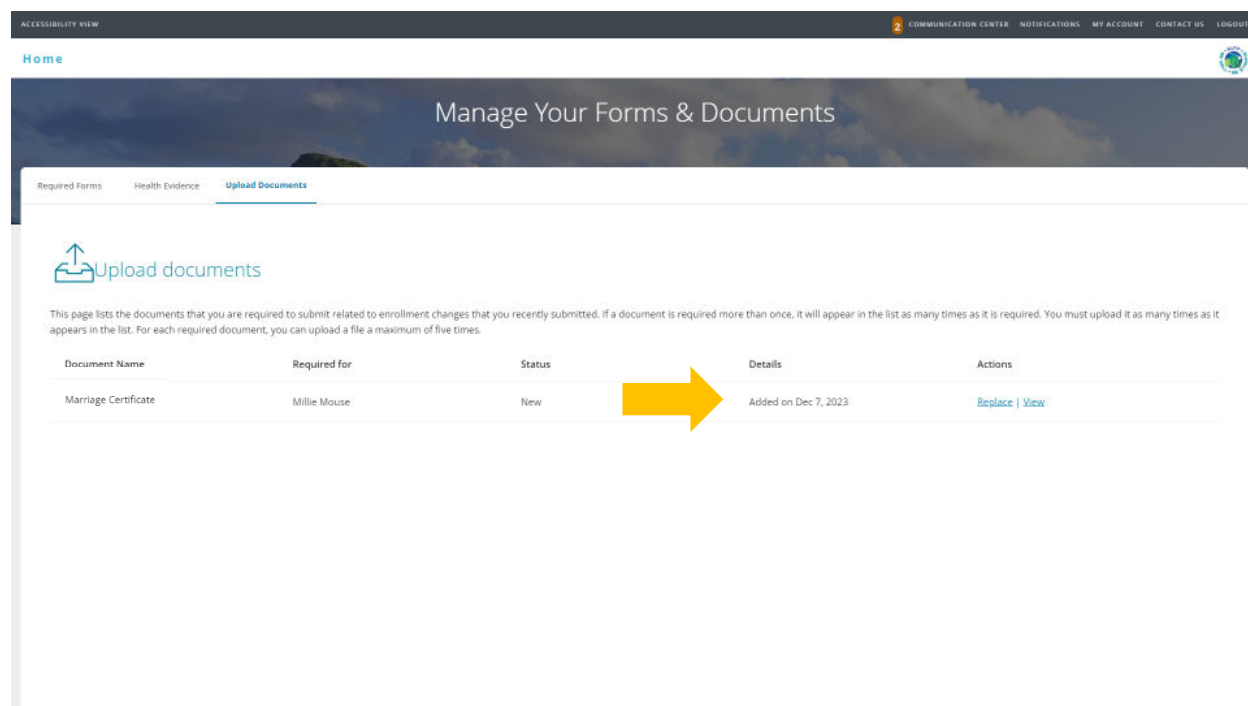 ACCESSIBILITY VIEW
2 COMMUNICATION CENTER NOTIFICATIONS MY ACCOUNT CONTACT US LOGOUT
Home
Manage Your Forms & Documents
Required Forms Health Evidence Upload Documents
Upload documents
This page lists the documents that you are required to submit related to enrollment changes that you recently submitted. If a document is required more than once, it will appear in the list as many times as it is required. You must upload it as many times as it
appears in the list. For each required document, you can upload a file a maximum of five times.
Document Name Required for Status Details Actions
Marriage Certificate Millie Mouse New Added on Dec 7, 2023 Replace | View